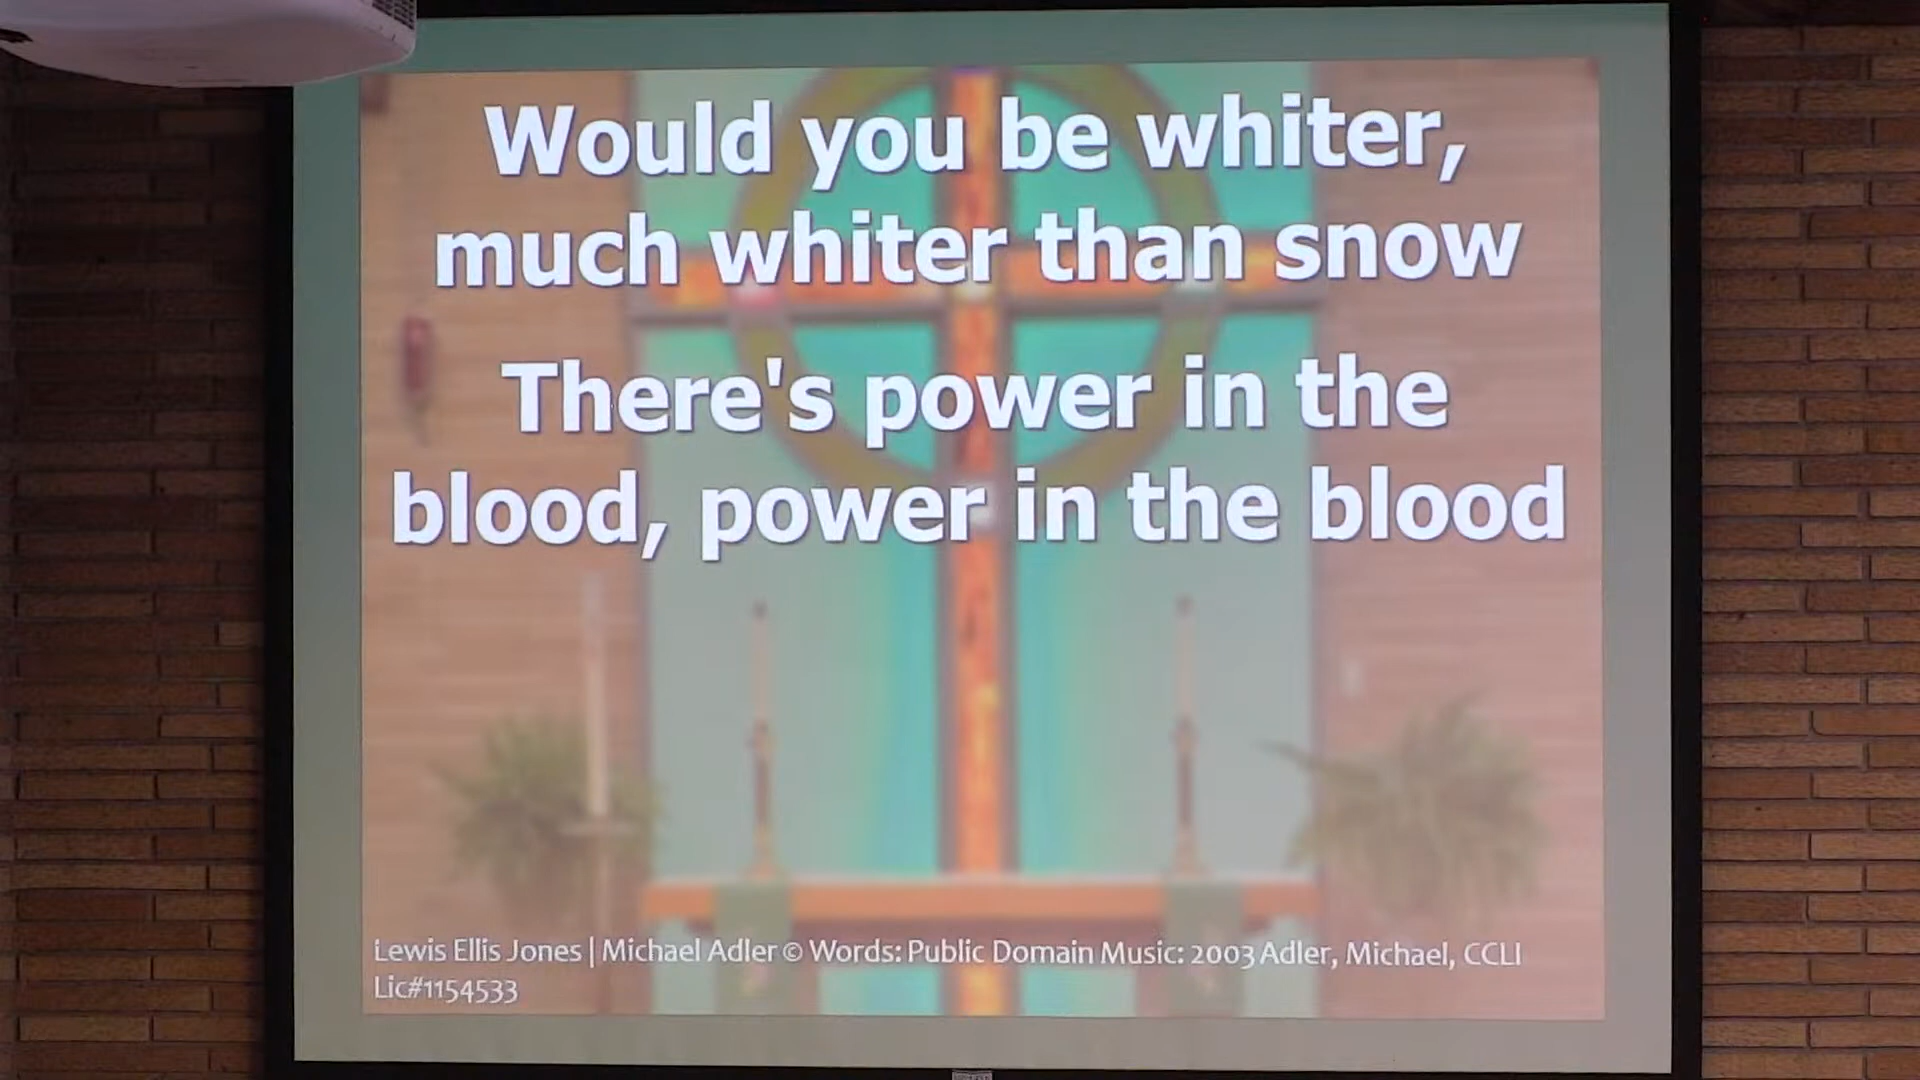 Would you be whiter,
much whiter than snow
There's power in the
blood, power in the blood
Lewis Ellis Jones | Michael Adler © Words: Public Domain Music: 2003 Adler, Michael, CCLI
Lic#1154533